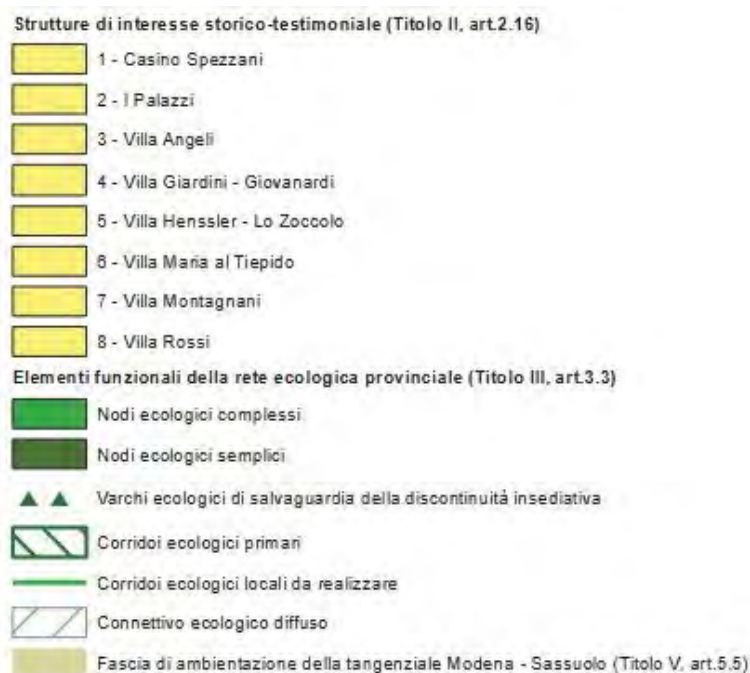 Strutture di interesse storico-testimoniale (Titolo II, art.2.16)
1 - Casino Spezzani
2 - I Palazzi
3 - Villa Angeli
4 - Villa Giardini - Giovanardi
5 - Villa Henssler - Lo Zoccolo
6 - Villa Maria al Tiepido
7 - Villa Montagnani
8 - Villa Rossi
Elementi funzionali della rete ecologica provinciale (Titolo III, art.3.3)
Nodi ecologici complessi
Nodi ecologici semplici
Varchi ecologici di salvaguardia della discontinuità insediativa
Corridoi ecologici primari
Corridoi ecologici locali da realizzare
Connettivo ecologico diffuso
Fascia di ambientazione della tangenziale Modena - Sassuolo (Titolo V, art.5.5)